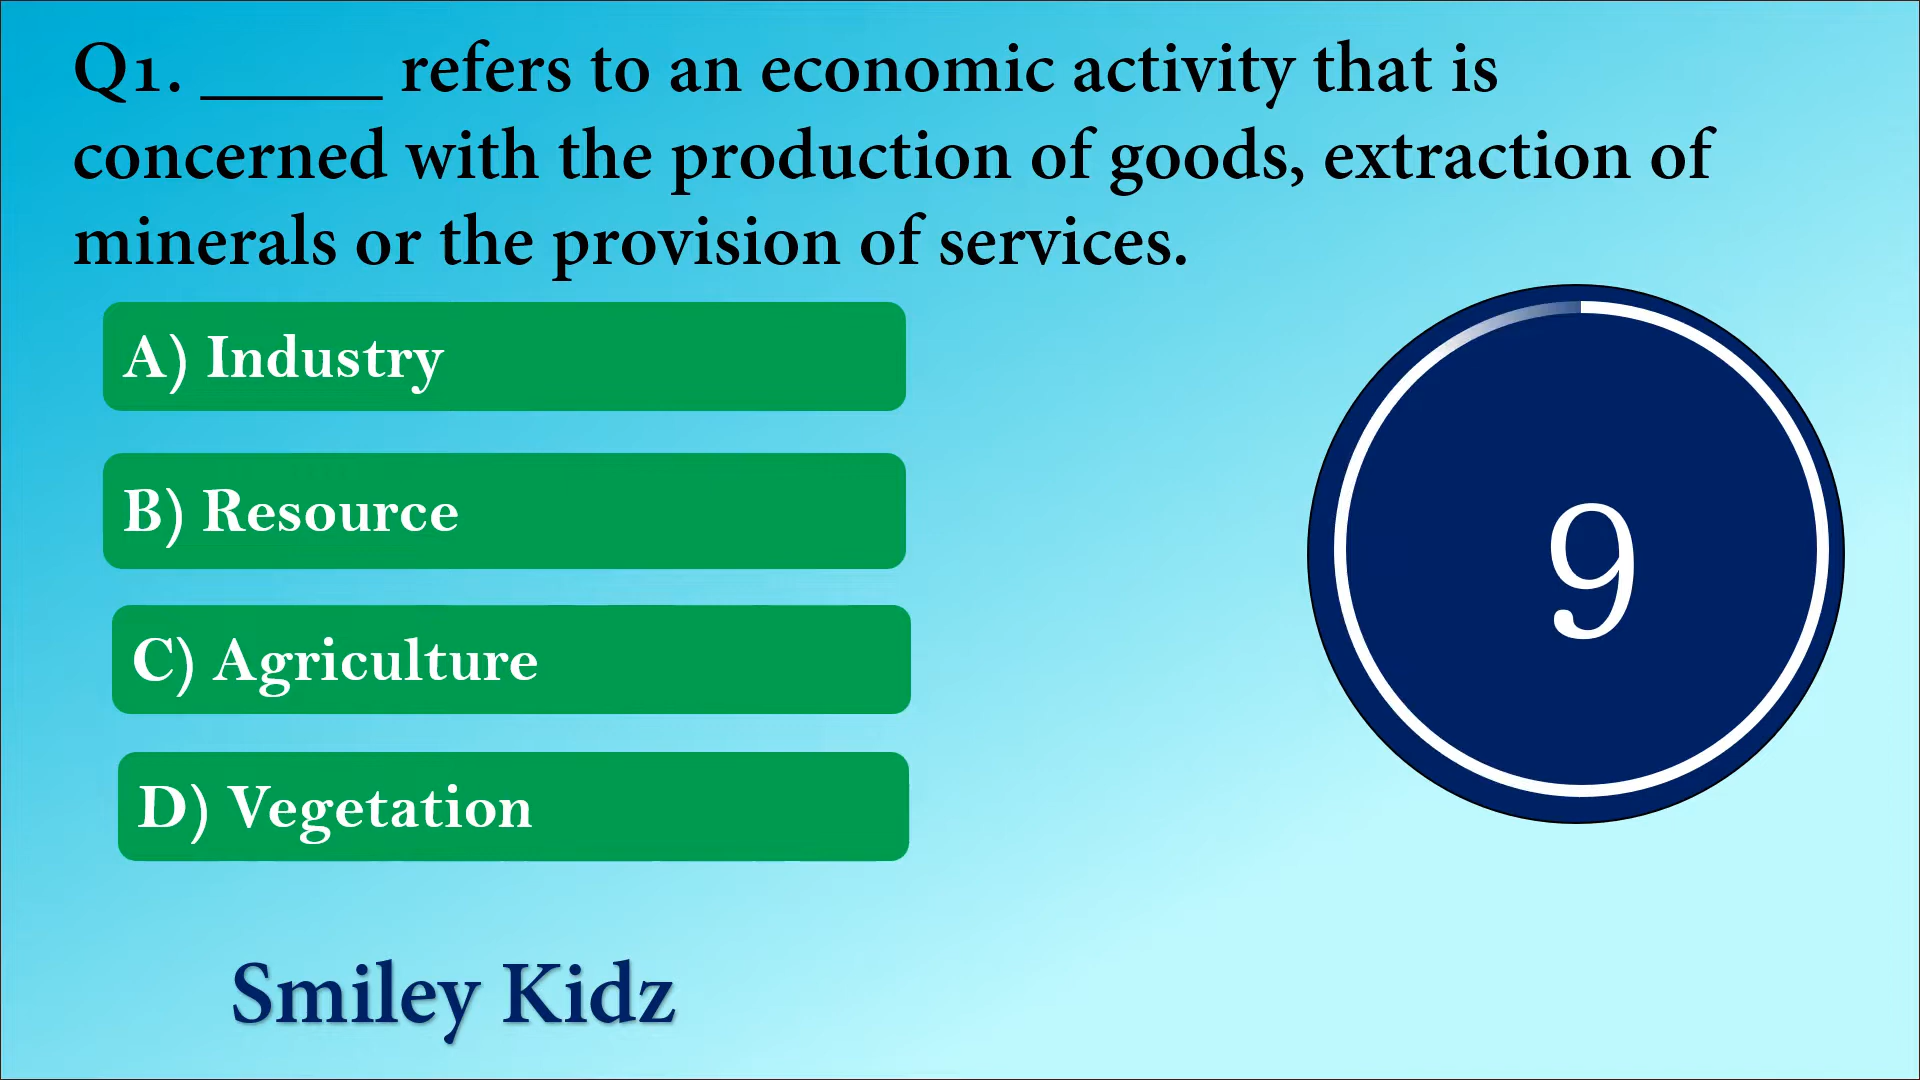 Q1. _____ refers to an economic activity that is
concerned with the production of goods, extraction of
minerals or the provision of services.
A) Industry
B) Resource
C) Agriculture
D) Vegetation
9
Smiley Kidz